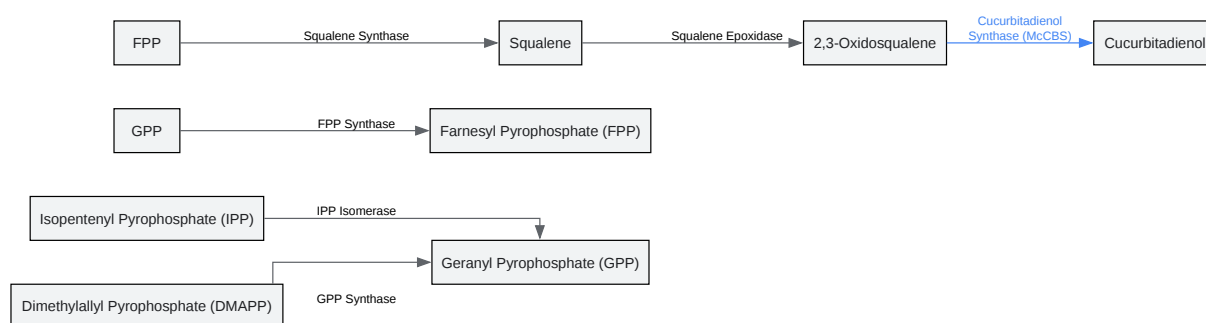 Cucurbitadienol
Synthase (McCBS)
FPP
Squalene Synthase
Squalene
Squalene Epoxidase
2,3-Oxidosqualene
Cucurbitadienol
GPP
FPP Synthase
Farnesyl Pyrophosphate (FPP)
Isopentenyl Pyrophosphate (IPP)
IPP Isomerase
Geranyl Pyrophosphate (GPP)
Dimethylallyl Pyrophosphate (DMAPP)
GPP Synthase